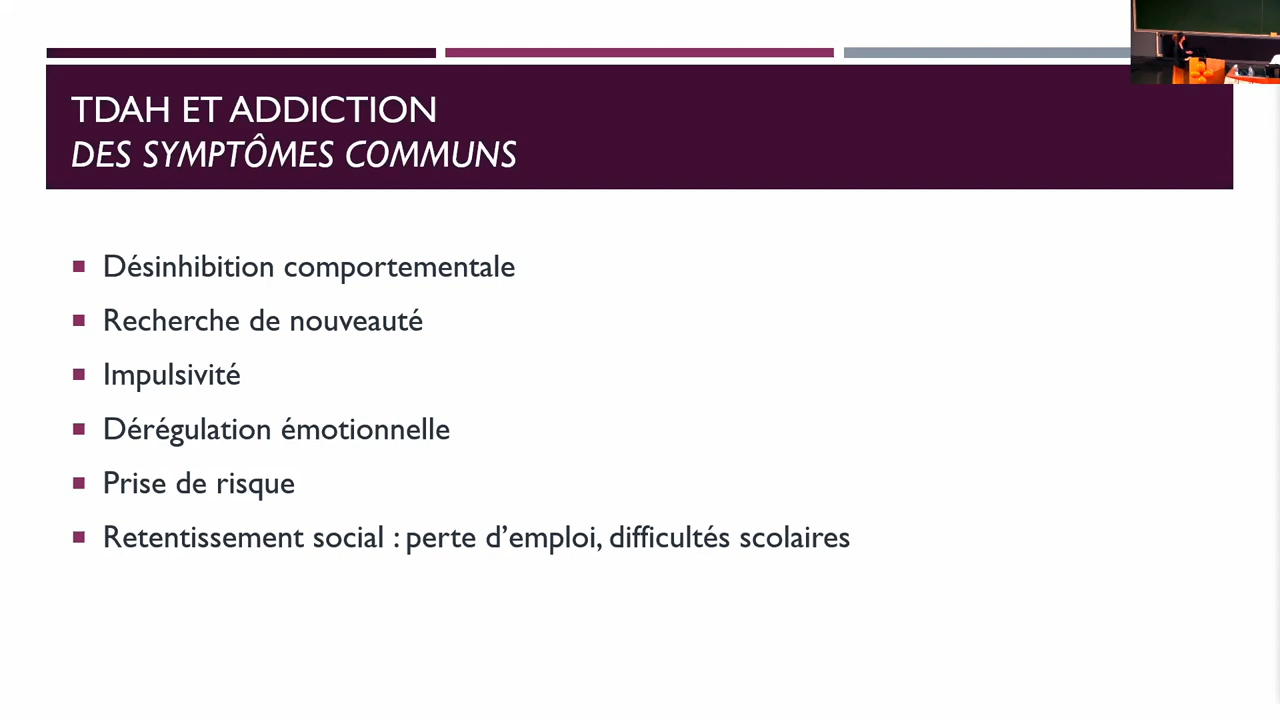 TDAH ET ADDICTION
DES SYMPTÔMES COMMUNS
Désinhibition comportementale
Recherche de nouveauté
Impulsivité
Dérégulation émotionnelle
Prise de risque
Retentissement social : perte d’emploi, difficultés scolaires